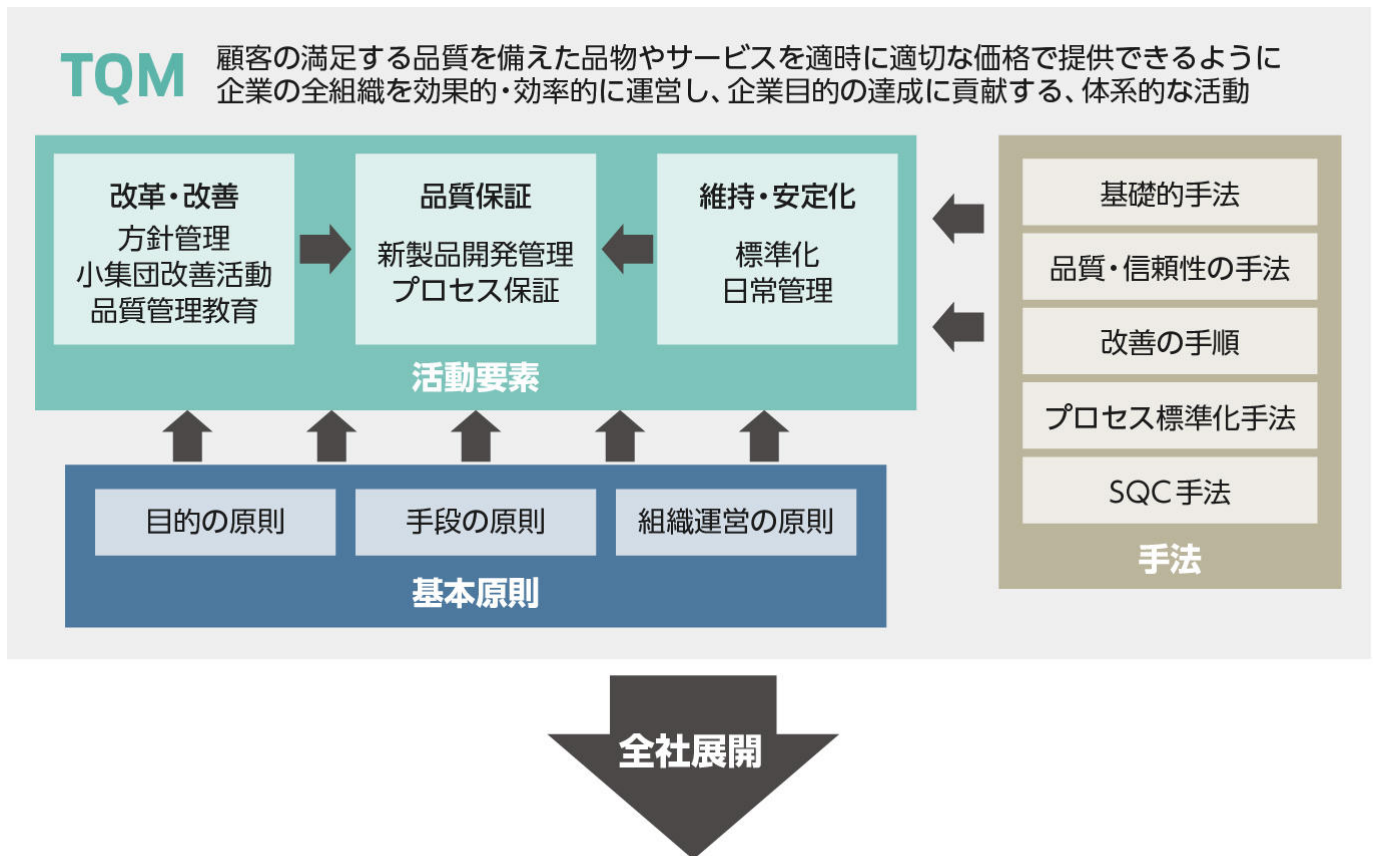 TQM
顧客の満足する品質を備えた品物やサービスを適時に適切な価格で提供できるように
企業の全組織を効果的・効率的に運営し、企業目的の達成に貢献する、体系的な活動
改革・改善
方針管理
小集団改善活動
品質管理教育
品質保証
新製品開発管理
プロセス保証
維持・安定化
標準化
日常管理
活動要素
基礎的手法
品質・信頼性の手法
改善の手順
プロセス標準化手法
SQC手法
手法
目的の原則
手段の原則
組織運営の原則
基本原則
全社展開